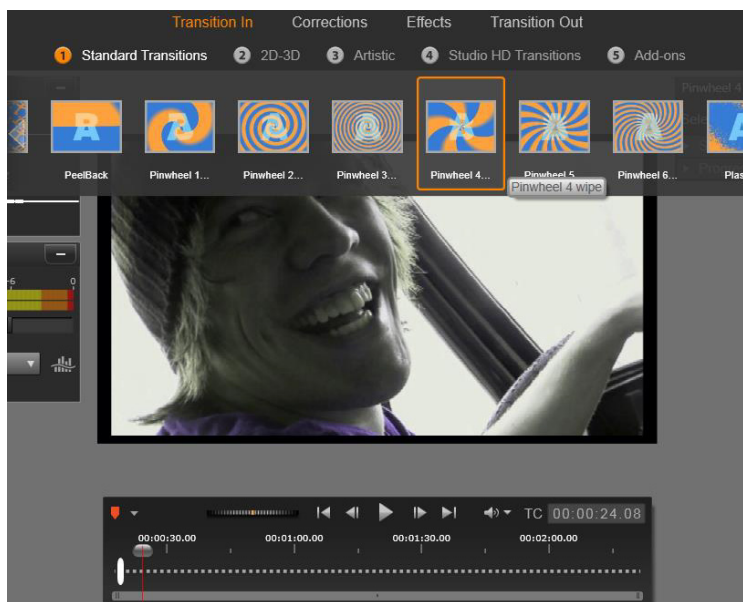 Transition In Corrections Effects Transition Out
1 Standard Transitions 2 2D-3D 3 Artistic 4 Studio HD Transitions 5 Add-ons
Pinwheel 4
PeelBack Pinwheel 1... Pinwheel 2... Pinwheel 3... Pinwheel 4... Pinwheel 5 Pinwheel 6... Plas
Pinwheel 4 wipe
-6 0
TC 00:00:24.08
00:00:30.00 00:01:00.00 00:01:30.00 00:02:00.00